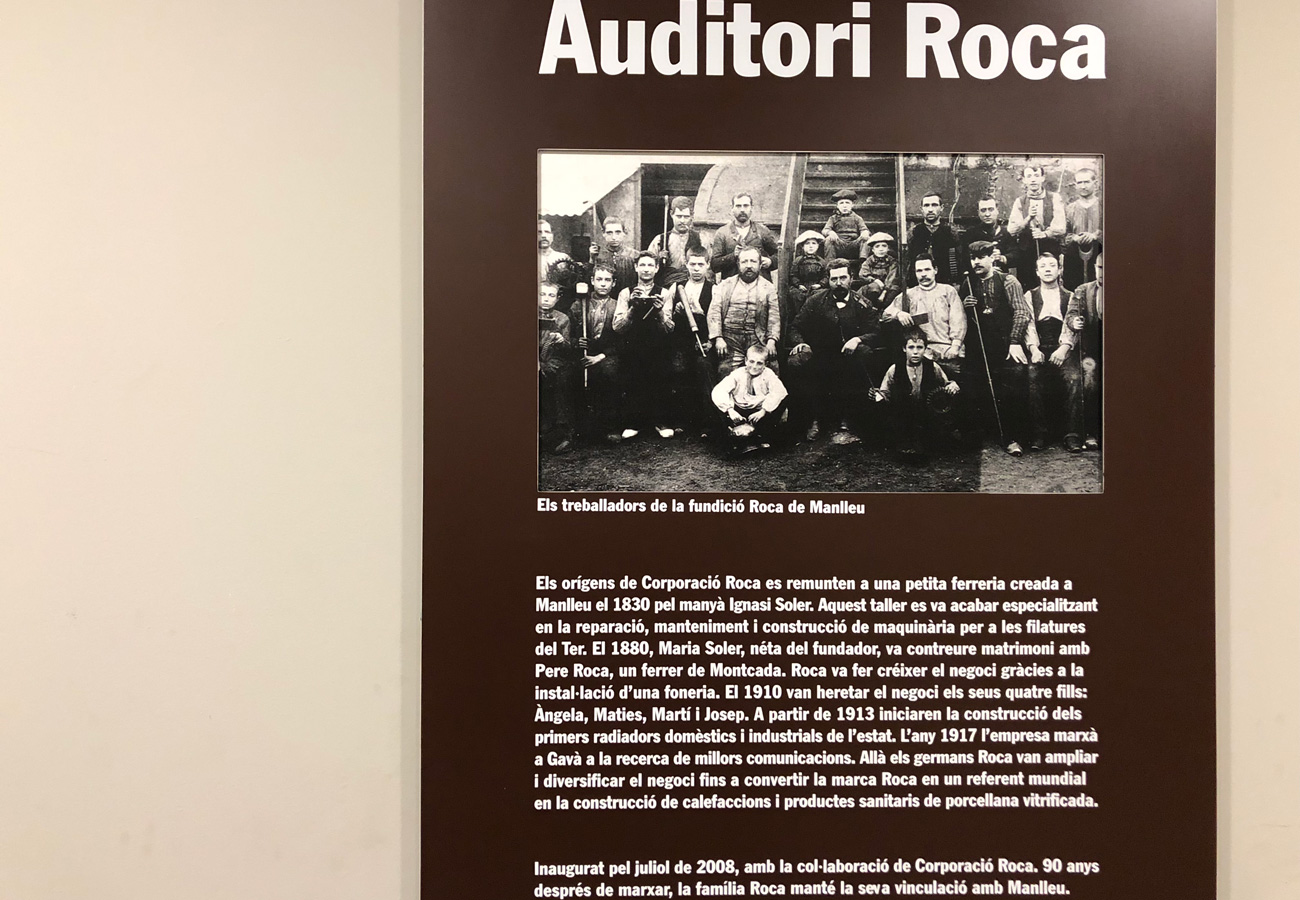 Auditori Roca
Els treballadors de la fundició Roca de Manlleu
Els orígens de Corporació Roca es remunten a una petita ferreria creada a
Manlleu el 1830 pel manyà Ignasi Soler. Aquest taller es va acabar especialitzant
en la reparació, manteniment i construcció de maquinària per a les filatures
del Ter. El 1880, Maria Soler, néta del fundador, va contreure matrimoni amb
Pere Roca, un ferrer de Montcada. Roca va fer créixer el negoci gràcies a la
instal·lació d’una foneria. El 1910 van heretar el negoci els seus quatre fills:
Àngela, Maties, Martí i Josep. A partir de 1913 iniciaren la construcció dels
primers radiadors domèstics i industrials de l’estat. L’any 1917 l’empresa marxà
a Gavà a la recerca de millors comunicacions. Allà els germans Roca van ampliar
i diversificar el negoci fins a convertir la marca Roca en un referent mundial
en la construcció de calefaccions i productes sanitaris de porcellana vitrificada.
Inaugurat pel juliol de 2008, amb la col·laboració de Corporació Roca. 90 anys
després de marxar, la família Roca manté la seva vinculació amb Manlleu.